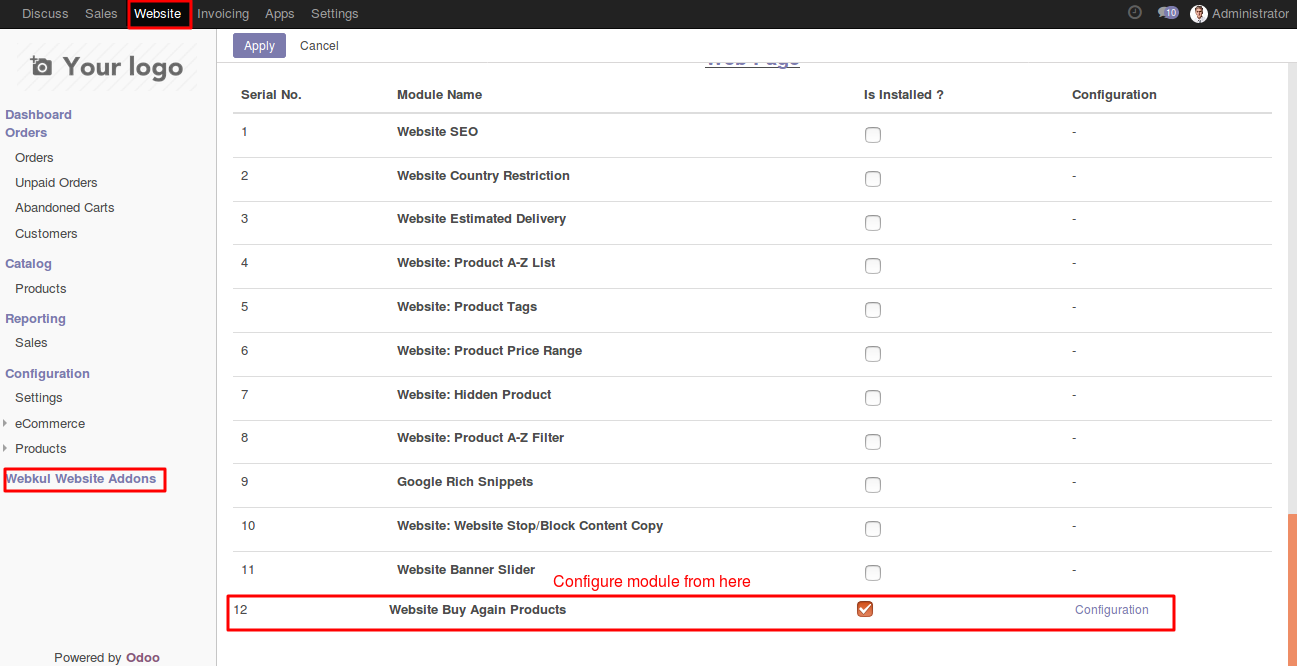 Discuss Sales Website Invoicing Apps Settings 10 Administrator
Your logo
Apply Cancel
Dashboard
Orders
Orders
Unpaid Orders
Abandoned Carts
Customers
Catalog
Products
Reporting
Sales
Configuration
Settings
eCommerce
Products
Webkul Website Addons
Powered by Odoo
Web Page
Serial No. Module Name Is Installed ? Configuration
1 Website SEO -
2 Website Country Restriction -
3 Website Estimated Delivery -
4 Website: Product A-Z List -
5 Website: Product Tags -
6 Website: Product Price Range -
7 Website: Hidden Product -
8 Website: Product A-Z Filter -
9 Google Rich Snippets -
10 Website: Website Stop/Block Content Copy -
11 Website Banner Slider -
Configure module from here
12 Website Buy Again Products Configuration